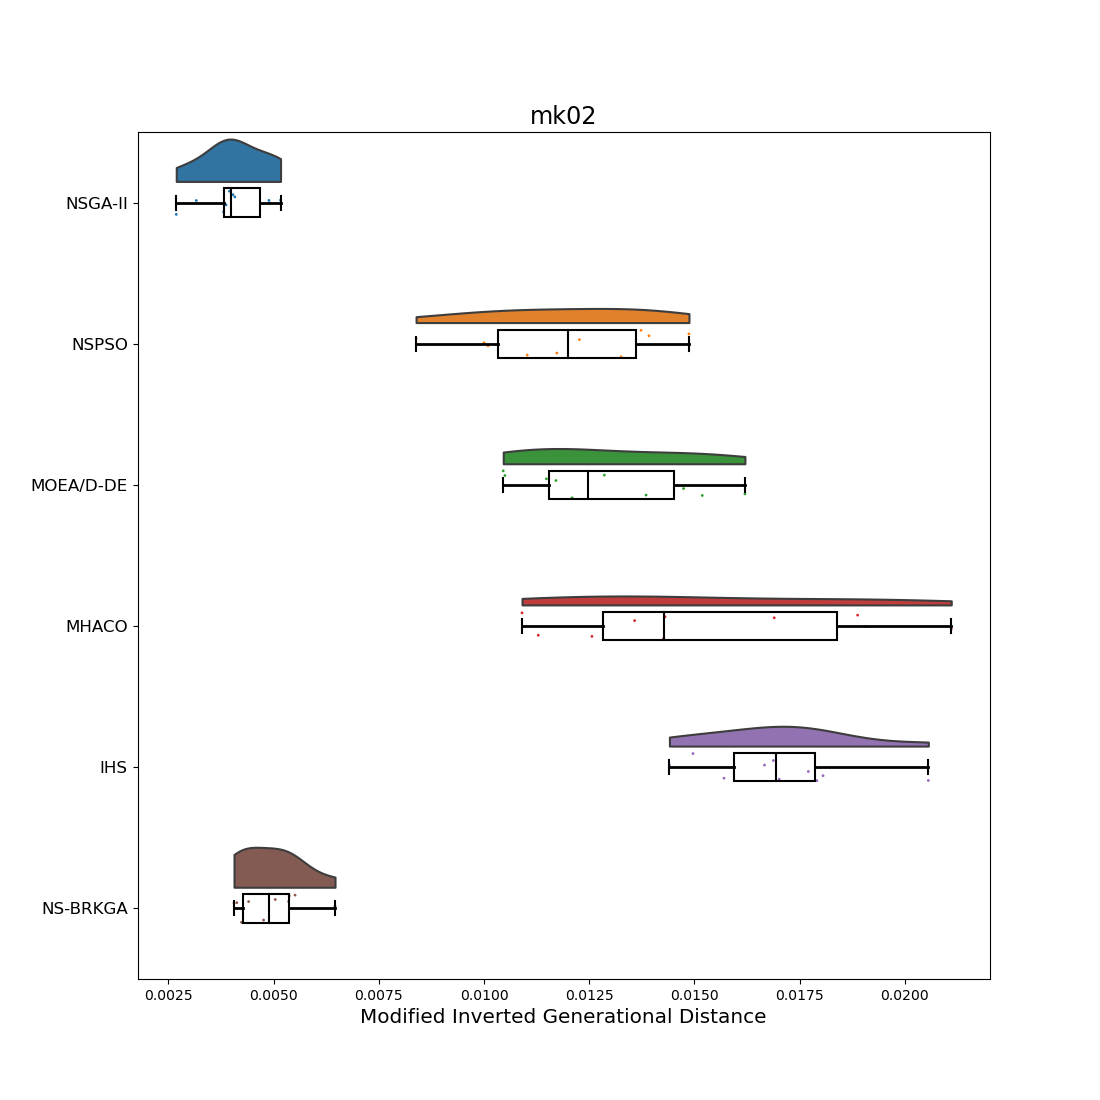 mk02
NSGA-II
NSPSO
MOEA/D-DE
MHACO
IHS
NS-BRKGA
0.0025 0.0050 0.0075 0.0100 0.0125 0.0150 0.0175 0.0200
Modified Inverted Generational Distance